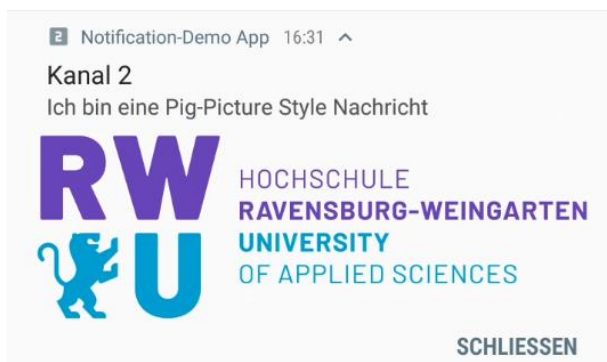 2 Notification-Demo App 16:31
Kanal 2
Ich bin eine Pig-Picture Style Nachricht
RW
U
HOCHSCHULE
RAVENSBURG-WEINGARTEN
UNIVERSITY
OF APPLIED SCIENCES
SCHLIESSEN